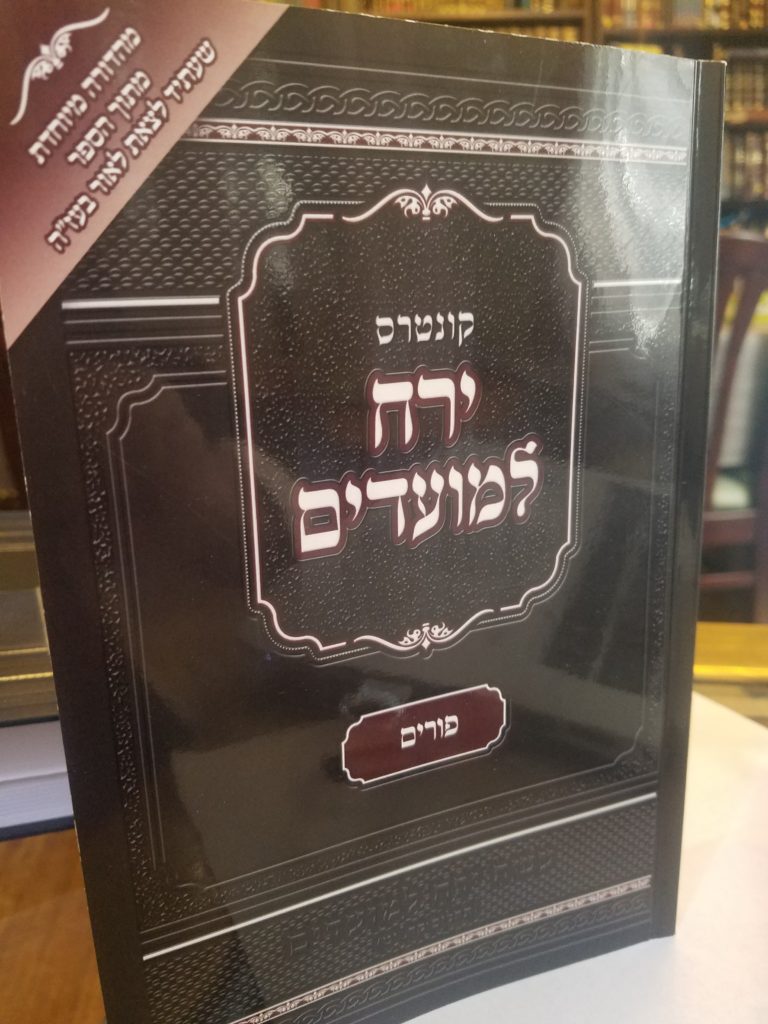 מהדורה מיוחדת
מתוך הספר
שעתיד לצאת לאור בעז"ה
קונטרס
ירח
למועדים
פורים